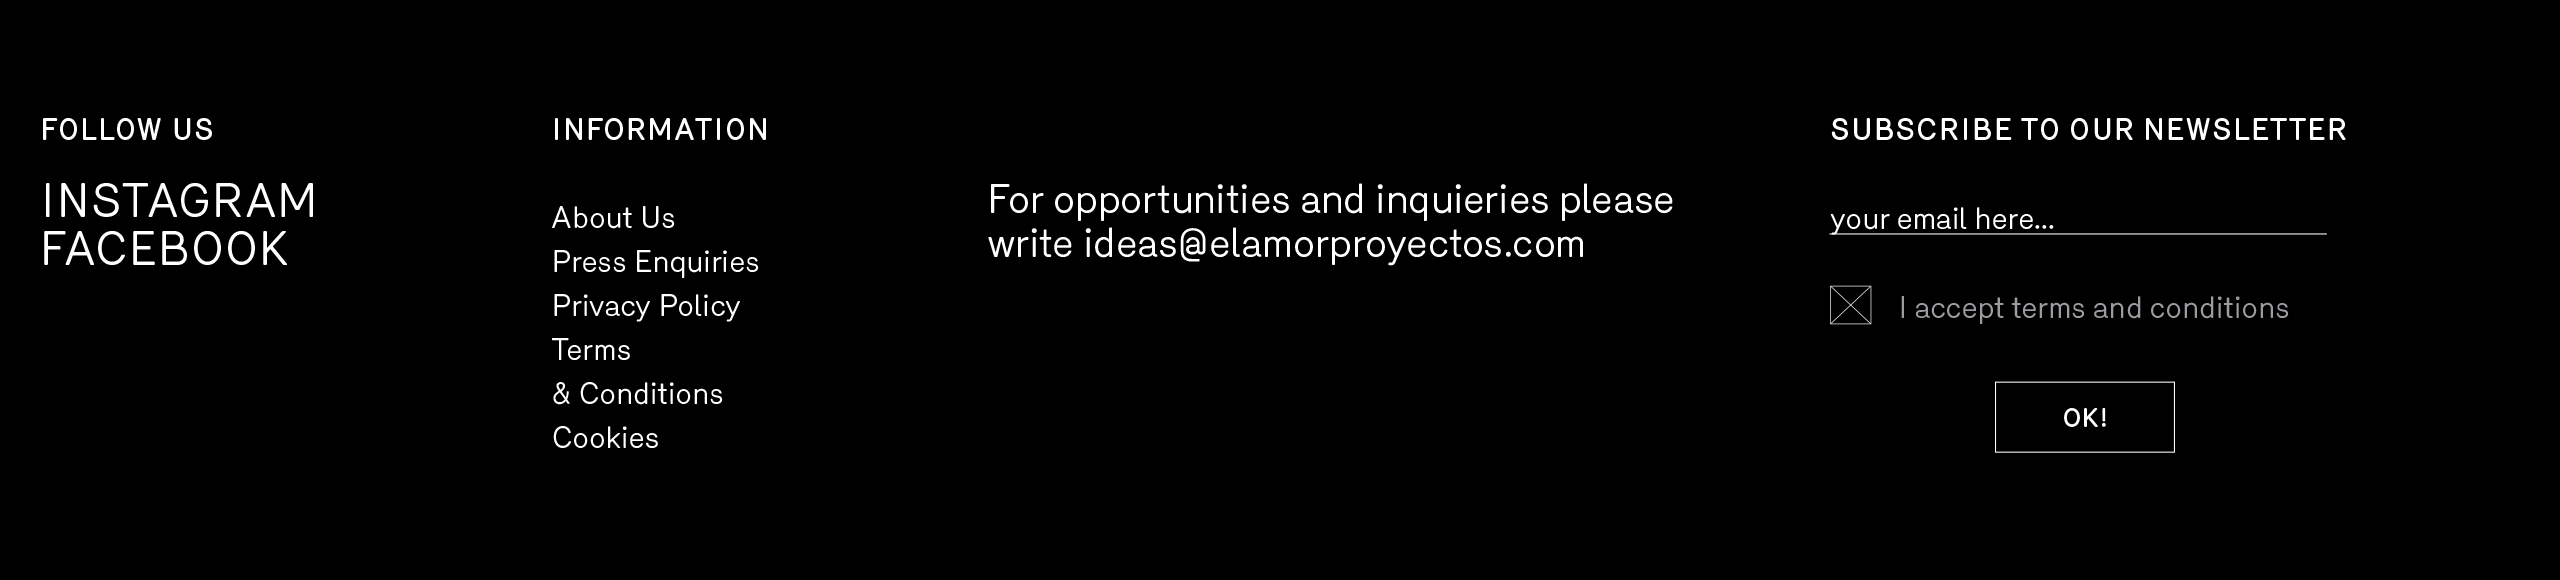 FOLLOW US
INSTAGRAM
FACEBOOK
INFORMATION
About Us
Press Enquiries
Privacy Policy
Terms
& Conditions
Cookies
For opportunities and inquieries please
write ideas@elamorproyectos.com
SUBSCRIBE TO OUR NEWSLETTER
your email here...
I accept terms and conditions
OK!